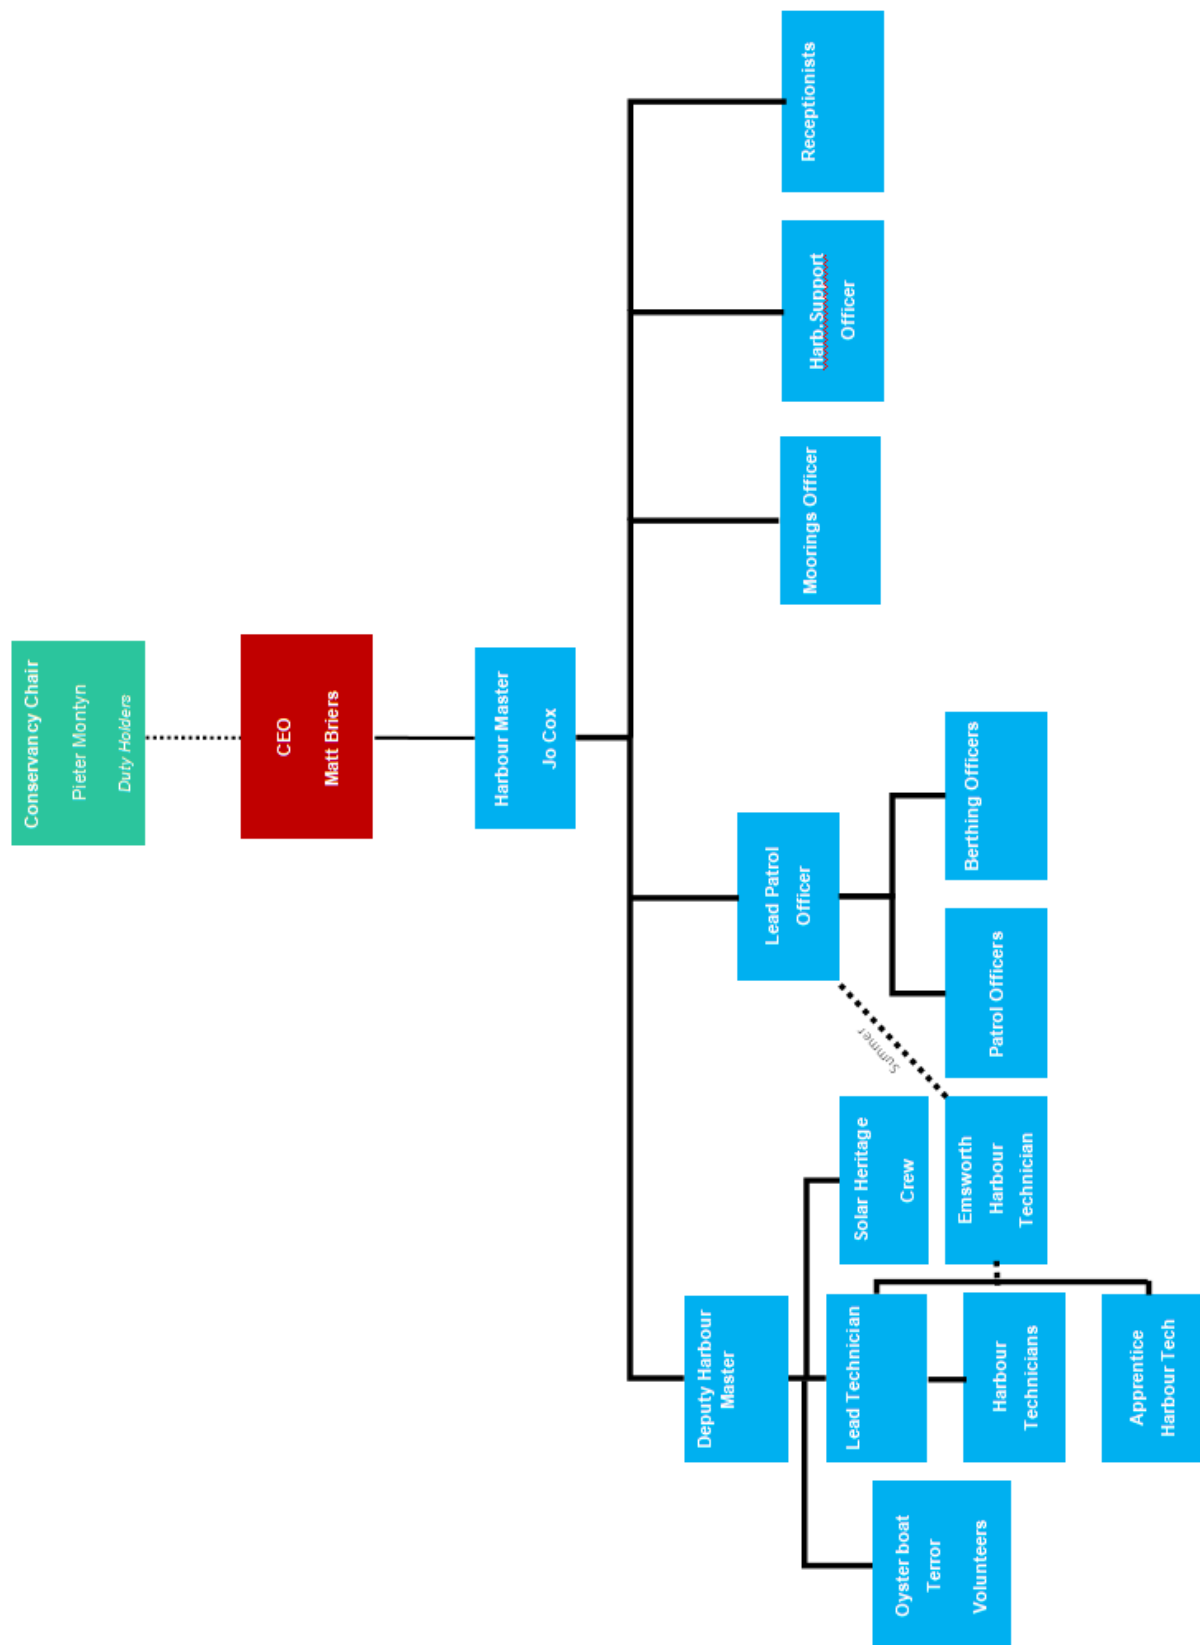 Conservancy Chair
Pieter Montyn
Duty Holders
CEO
Matt Briers
Harbour Master
Jo Cox
Deputy Harbour
Master
Lead Patrol
Officer
Moorings Officer
Harb.Support
Officer
Receptionists
Oyster boat
Terror
Volunteers
Lead Technician
Solar Heritage
Crew
Summer
Harbour
Technicians
Emsworth
Harbour
Technician
Patrol Officers
Berthing Officers
Apprentice
Harbour Tech